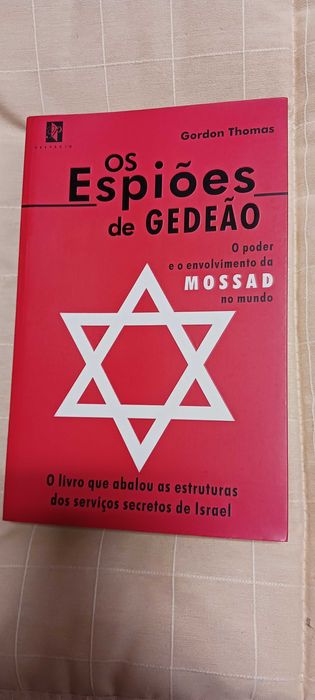 Gordon Thomas
OS
Espiões
de GEDEÃO
O poder
e o envolvimento da
MOSSAD
no mundo
O livro que abalou as estruturas
dos serviços secretos de Israel